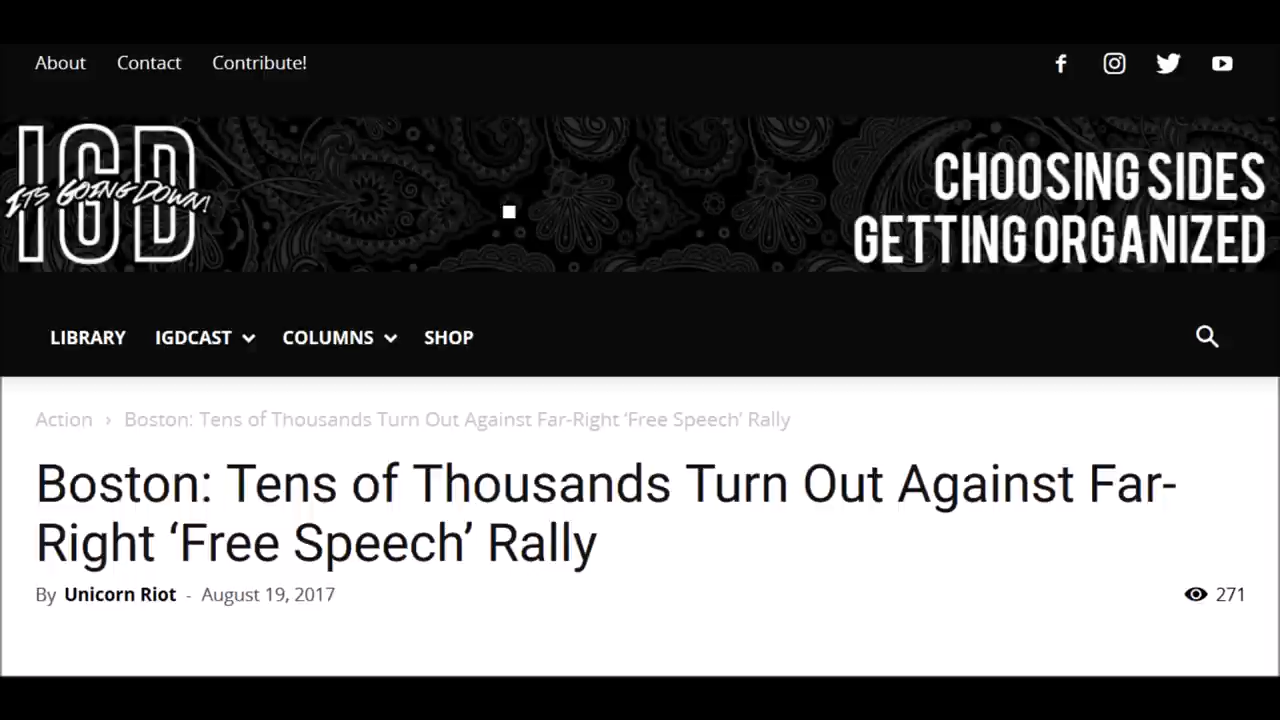 About Contact Contribute!
IGD
IT'S GOING DOWN!
CHOOSING SIDES
GETTING ORGANIZED
LIBRARY IGDCAST COLUMNS SHOP
Action › Boston: Tens of Thousands Turn Out Against Far-Right ‘Free Speech’ Rally
Boston: Tens of Thousands Turn Out Against Far-
Right ‘Free Speech’ Rally
By Unicorn Riot - August 19, 2017 271